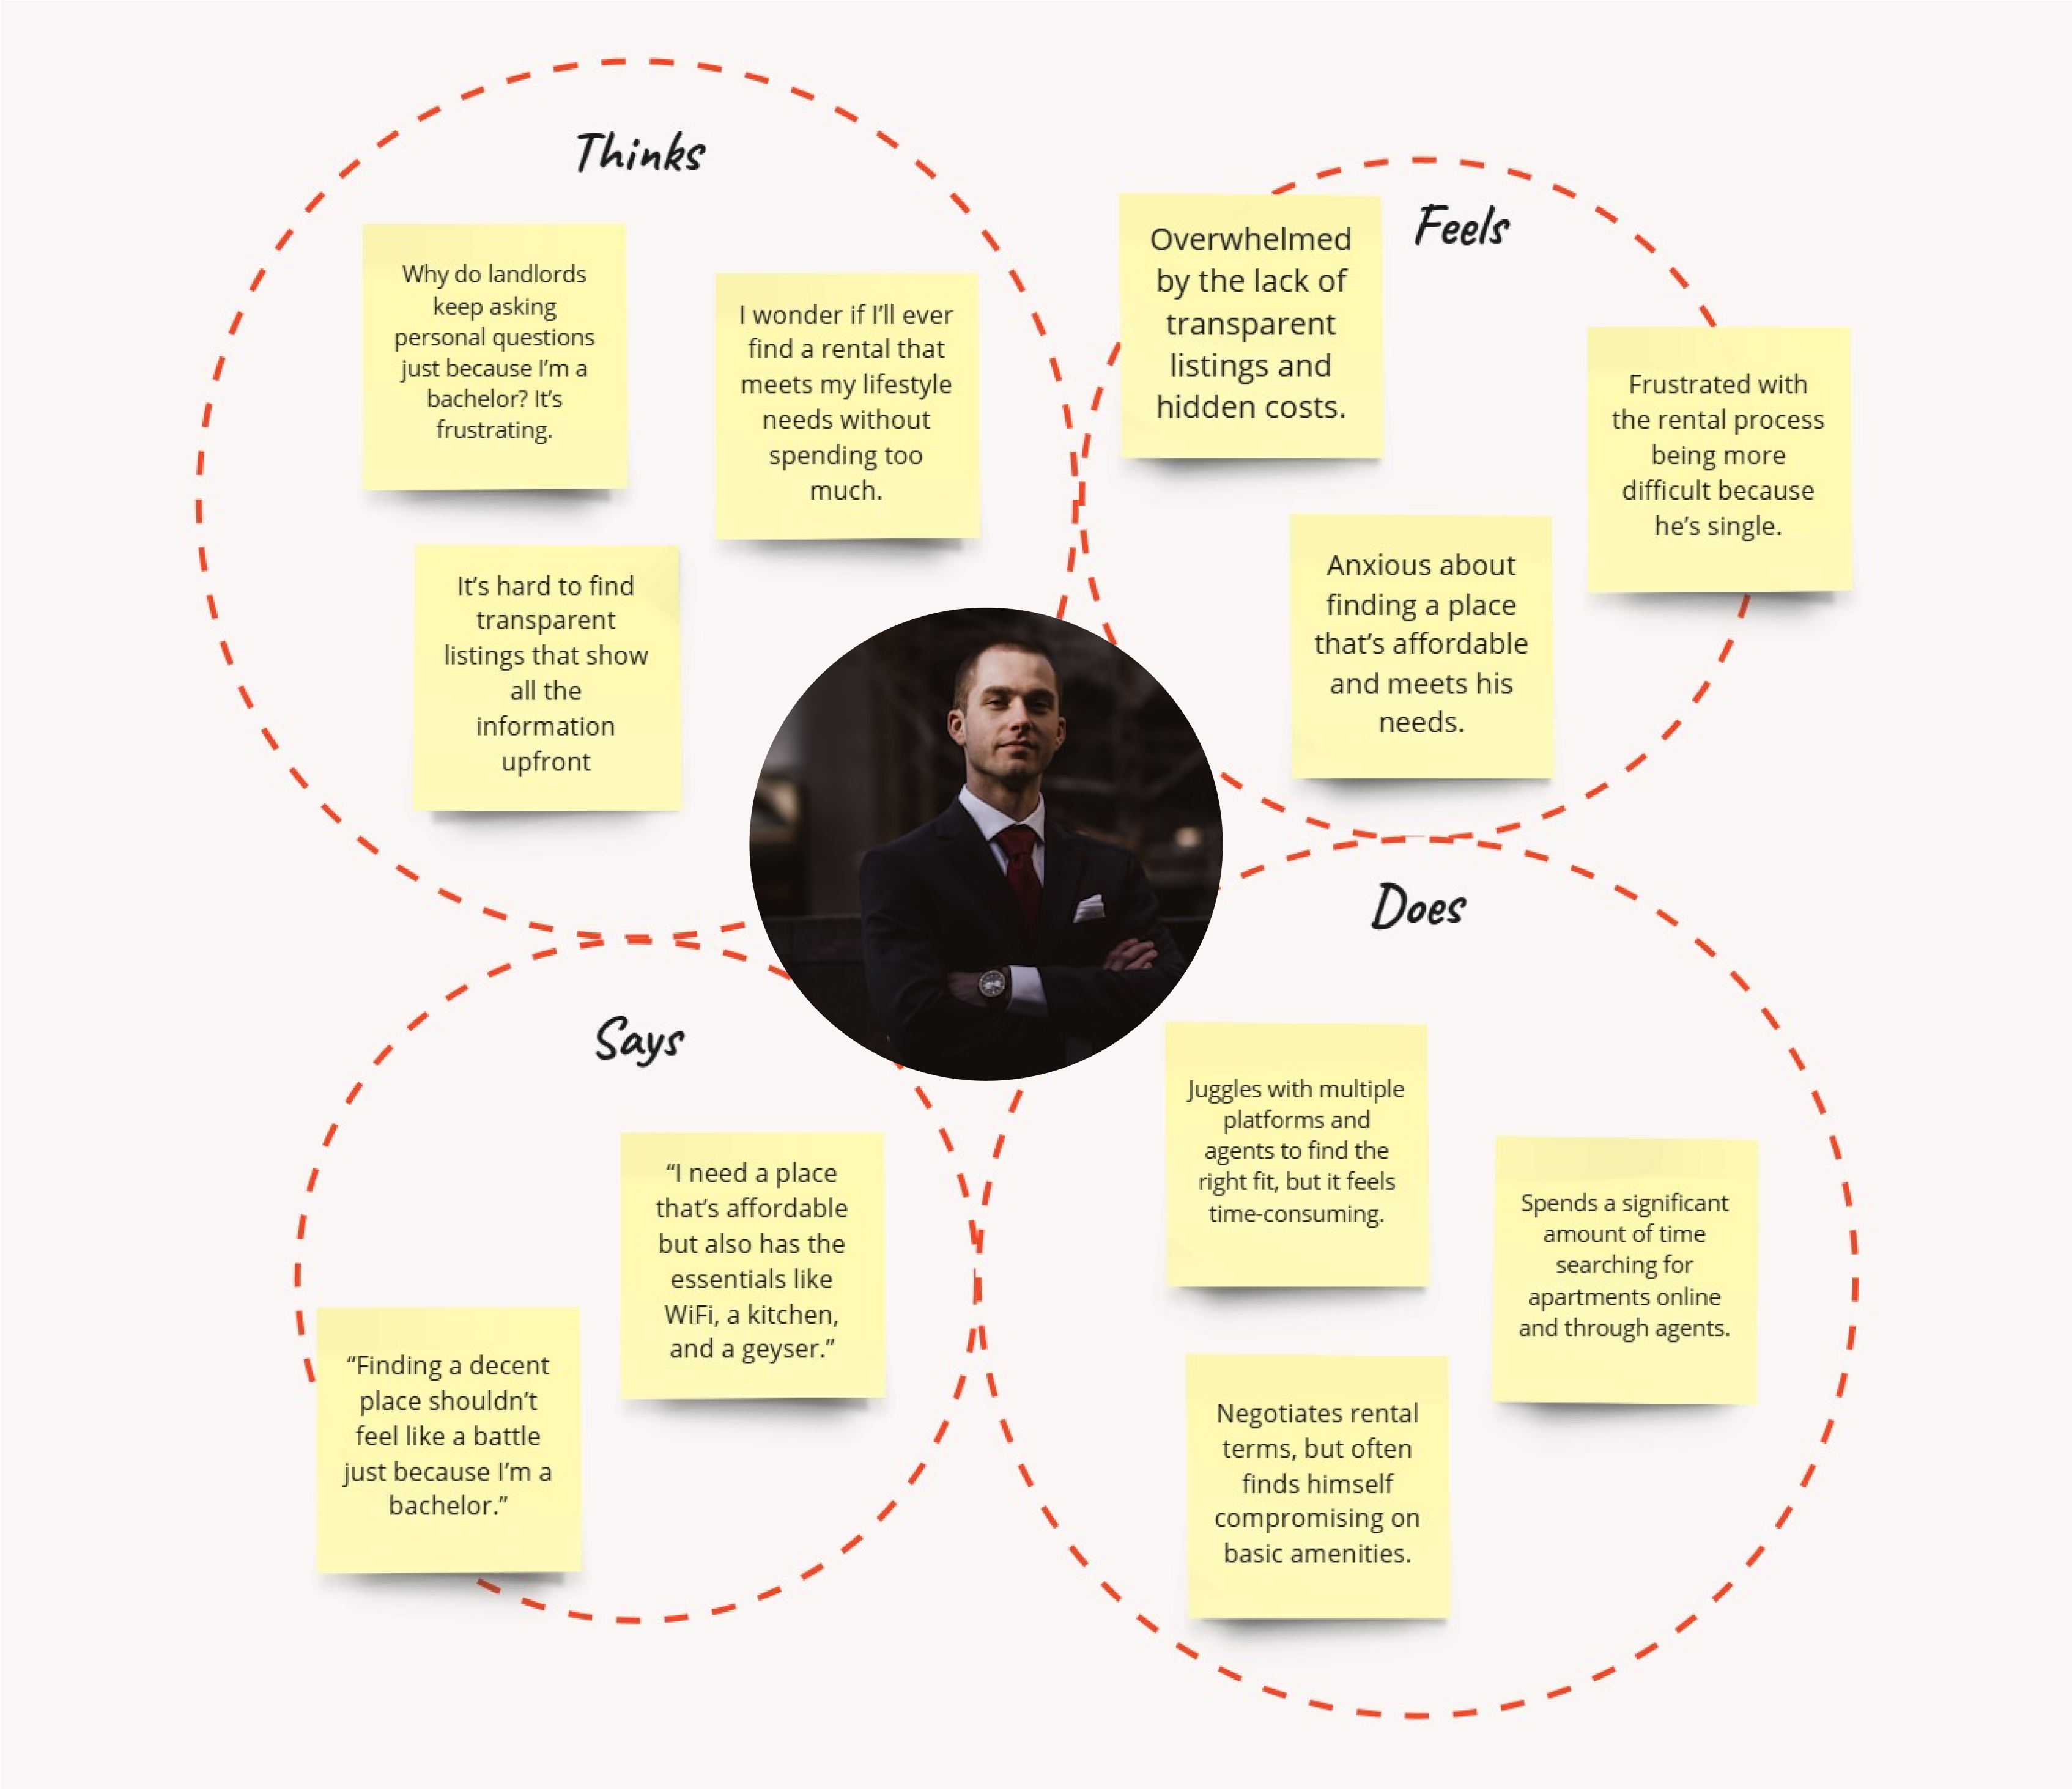 Thinks
Why do landlords
keep asking
personal questions
just because I’m a
bachelor? It’s
frustrating.
I wonder if I’ll ever
find a rental that
meets my lifestyle
needs without
spending too
much.
It’s hard to find
transparent
listings that show
all the
information
upfront
Feels
Overwhelmed
by the lack of
transparent
listings and
hidden costs.
Frustrated with
the rental process
being more
difficult because
he’s single.
Anxious about
finding a place
that’s affordable
and meets his
needs.
Says
“I need a place
that’s affordable
but also has the
essentials like
WiFi, a kitchen,
and a geyser.”
“Finding a decent
place shouldn’t
feel like a battle
just because I’m a
bachelor.”
Does
Juggles with multiple
platforms and
agents to find the
right fit, but it feels
time-consuming.
Spends a significant
amount of time
searching for
apartments online
and through agents.
Negotiates rental
terms, but often
finds himself
compromising on
basic amenities.